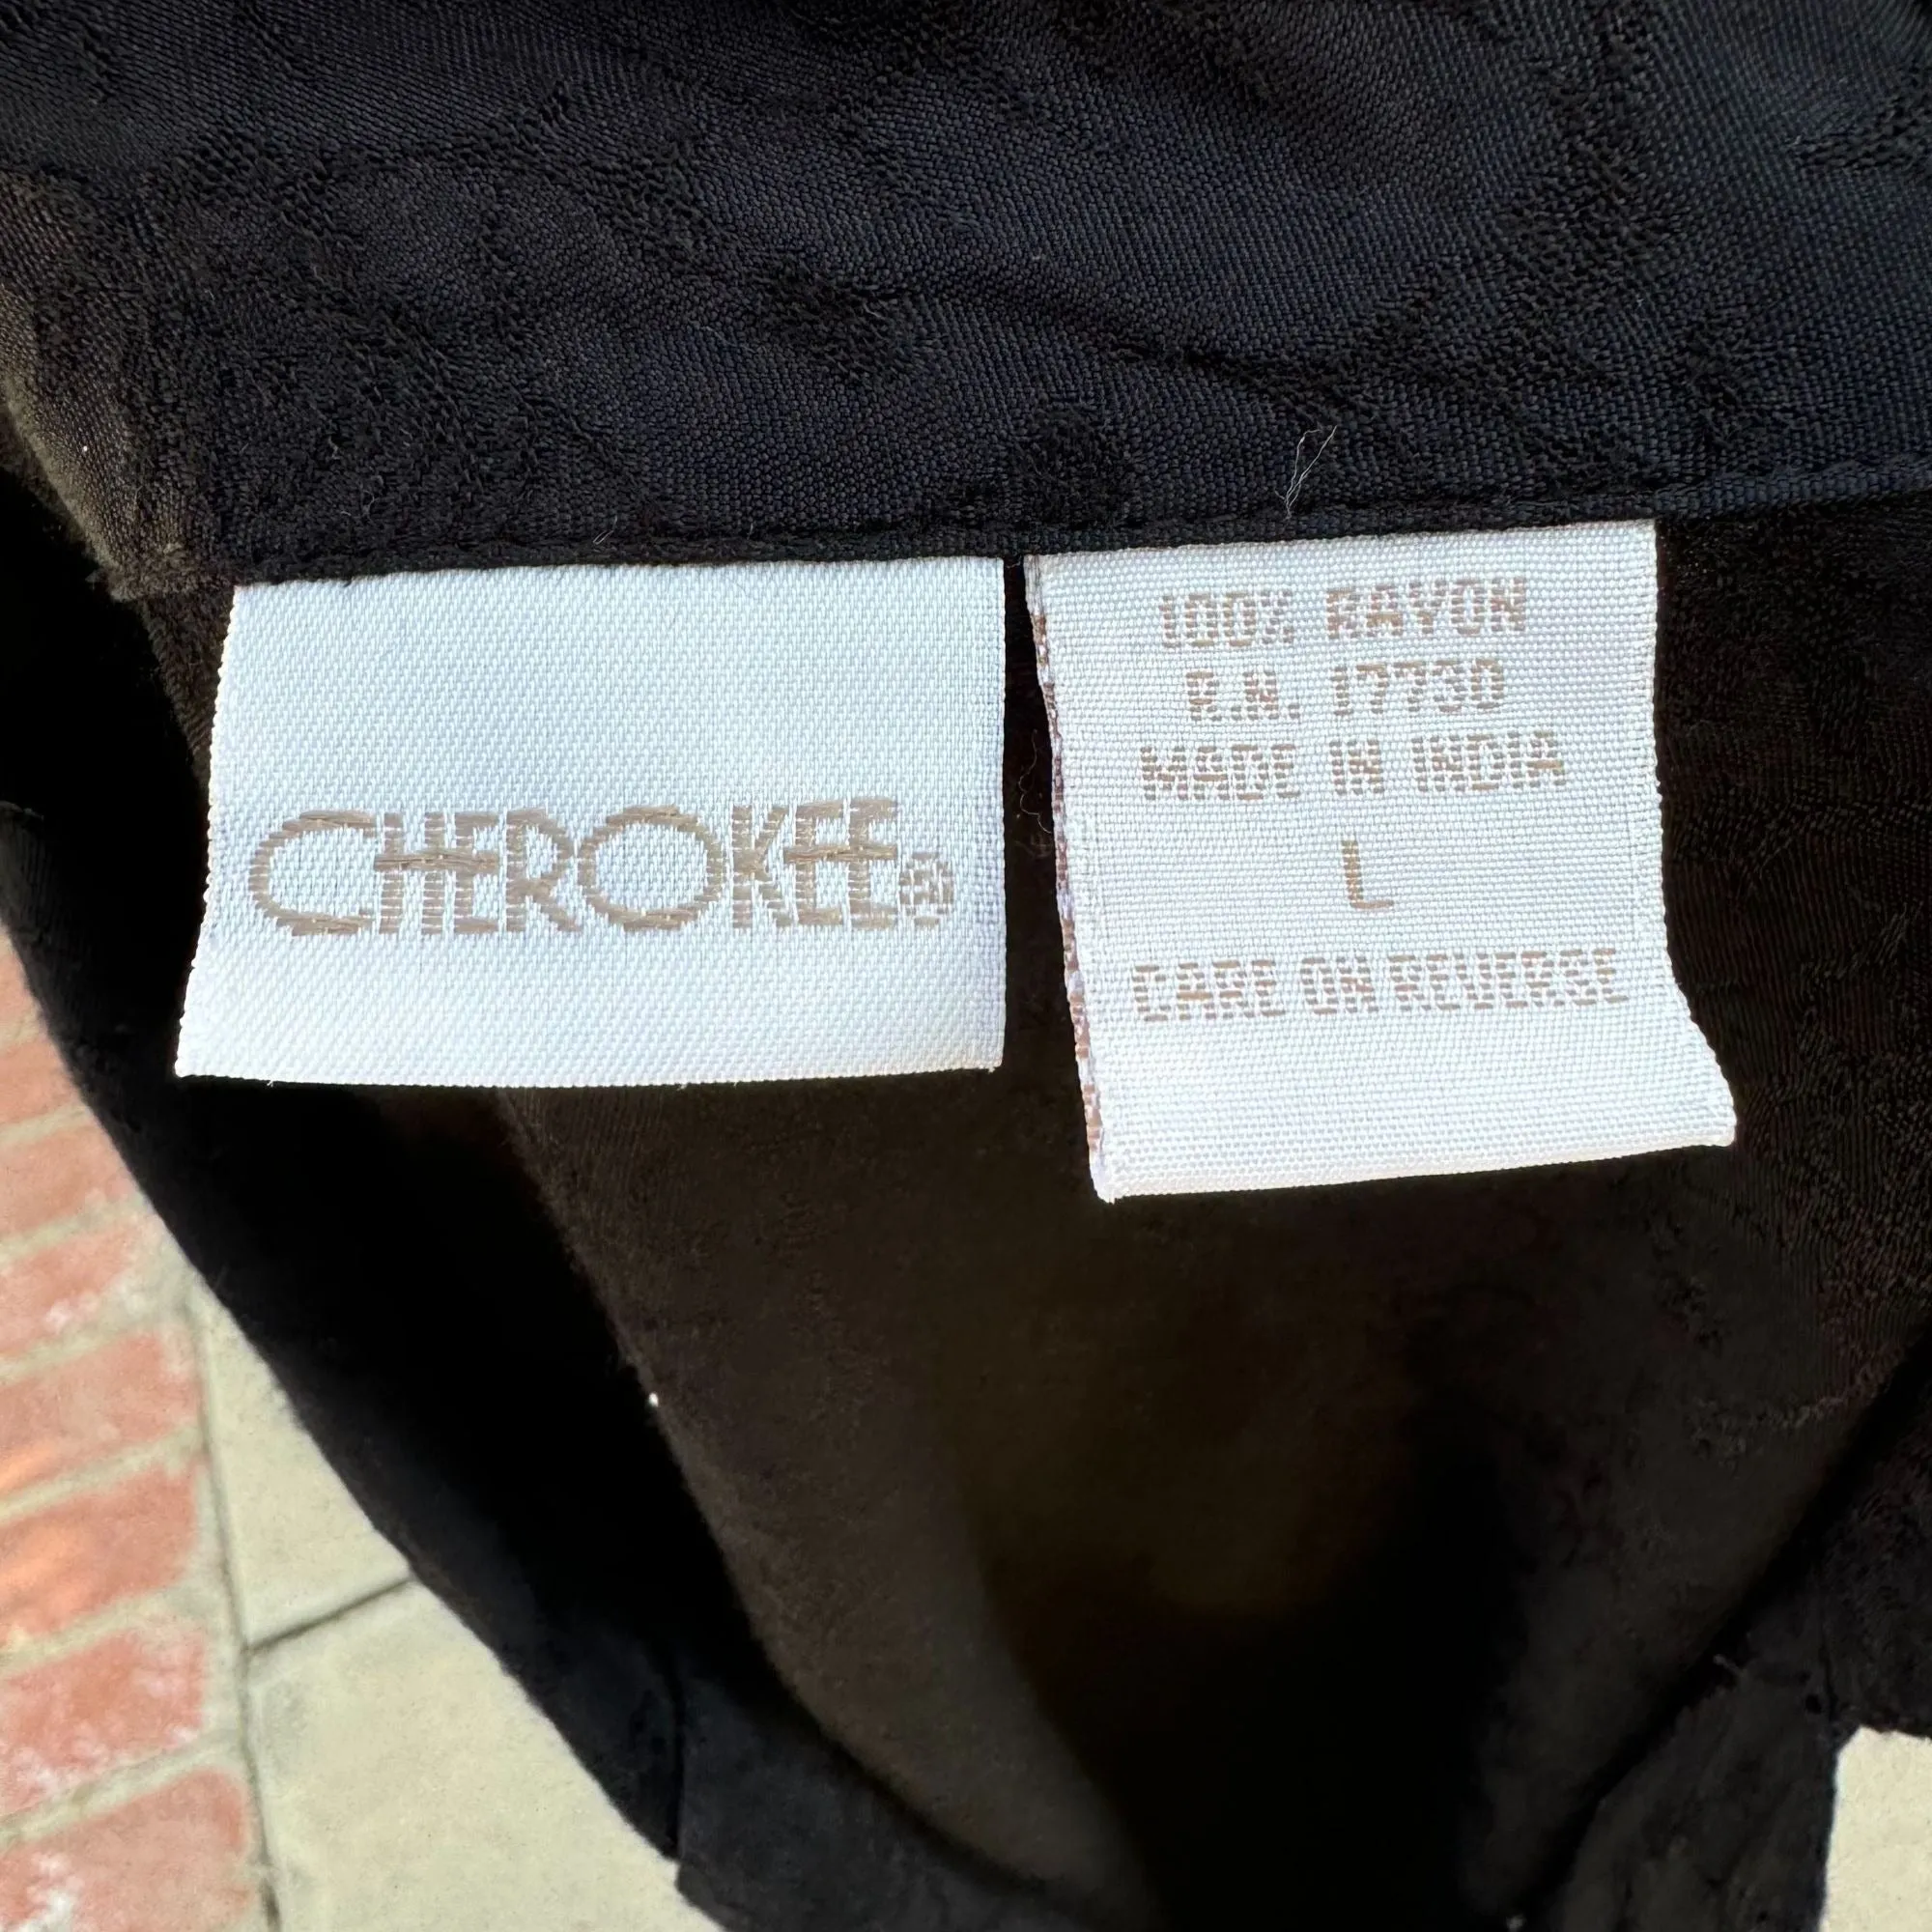 CHEROKEE®
100% RAYON
R.N. 17730
MADE IN INDIA
L
CARE ON REVERSE